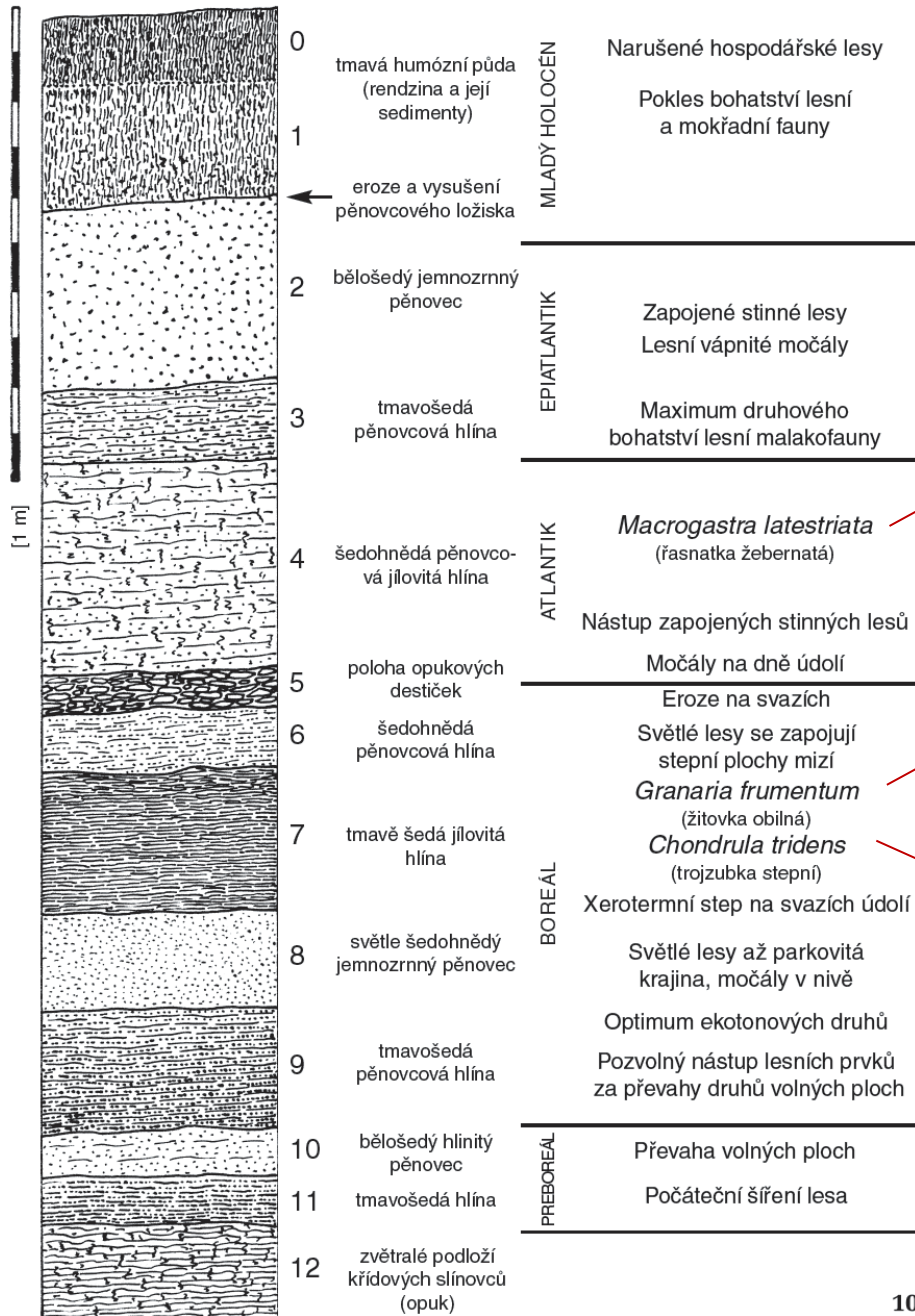 0
tmavá humózní půda
(rendzina a její
sedimenty)
1
eroze a vysušení
pěnovcového ložiska
MLADÝ HOLOCÉN
Narušené hospodářské lesy
Pokles bohatství lesní
a mokřadní fauny
2
bělošedý jemnozrnný
pěnovec
3
tmavošedá
pěnovcová hlína
EPIATLANTIK
Zapojené stinné lesy
Lesní vápnité močály
Maximum druhového
bohatství lesní malakofauny
[1 m]
4
šedohnědá pěnovco-
vá jílovitá hlína
5
poloha opukových
destiček
ATLANTIK
Macrogastra latestriata
(řasnatka žebernatá)
Nástup zapojených stinných lesů
Močály na dně údolí
6
šedohnědá
pěnovcová hlína
7
tmavě šedá jílovitá
hlína
8
světle šedohnědý
jemnozrnný pěnovec
9
tmavošedá
pěnovcová hlína
BOREÁL
Eroze na svazích
Světlé lesy se zapojují
stepní plochy mizí
Granaria frumentum
(žitovka obilná)
Chondrula tridens
(trojzubka stepní)
Xerotermní step na svazích údolí
Světlé lesy až parkovitá
krajina, močály v nivě
Optimum ekotonových druhů
Pozvolný nástup lesních prvků
za převahy druhů volných ploch
10
bělošedý hlinitý
pěnovec
11
tmavošedá hlína
PREBOREÁL
Převaha volných ploch
Počáteční šíření lesa
12
zvětralé podloží
křídových slínovců
(opuk)
10